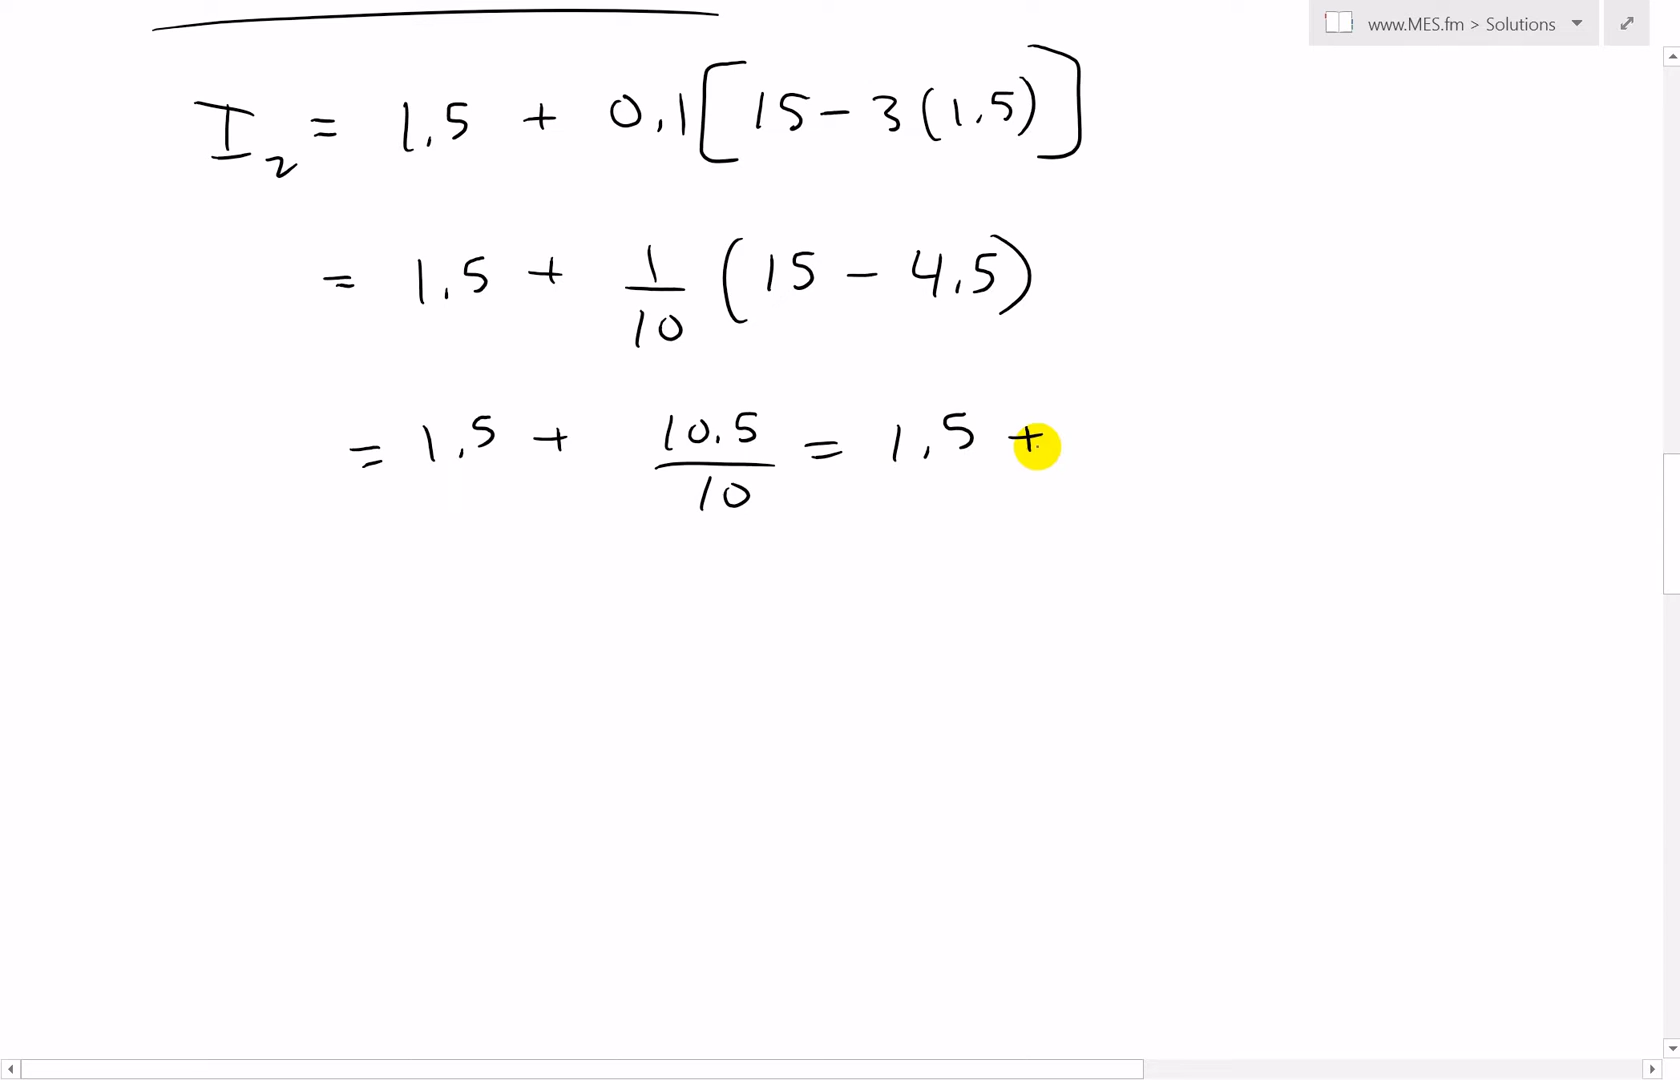 www.MES.fm > Solutions
I₂ = 1.5 + 0.1[15 - 3(1.5)]
= 1.5 + 1/10 (15 - 4.5)
= 1.5 + 10.5/10 = 1.5 +